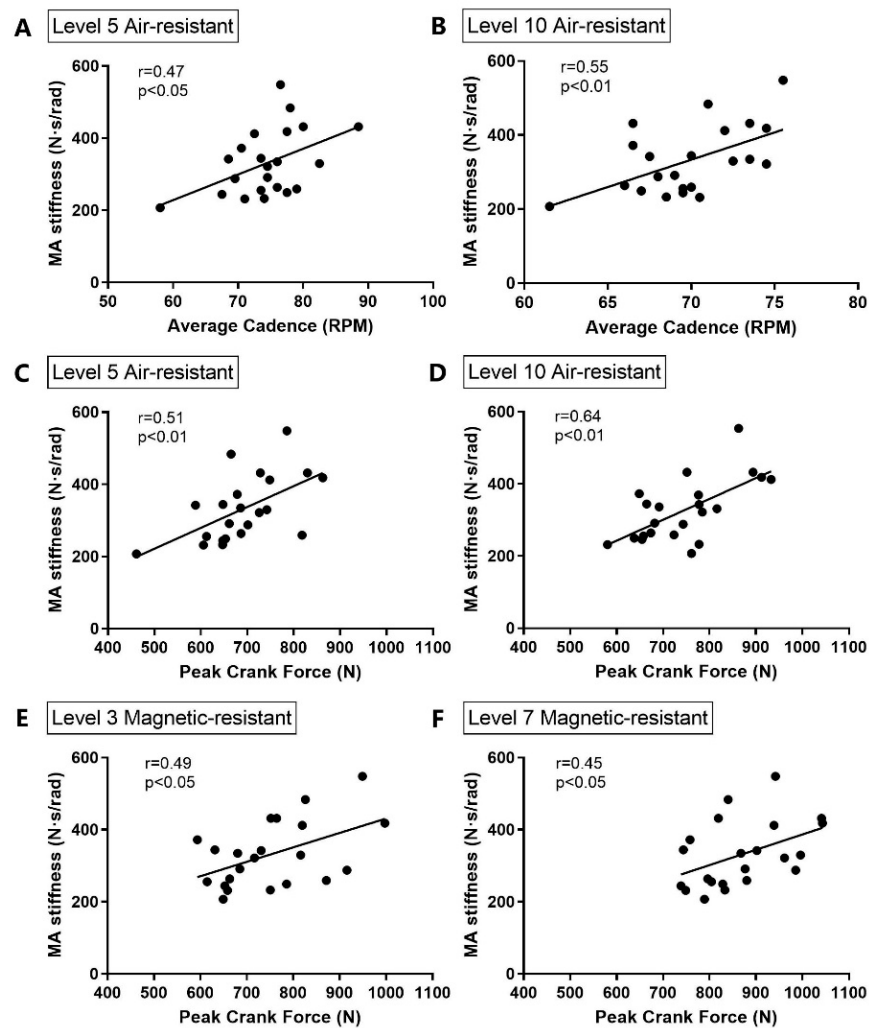 A Level 5 Air-resistant
r=0.47
p<0.05
MA stiffness (N·s/rad)
600
400
200
0
50 60 70 80 90 100
Average Cadence (RPM)
B Level 10 Air-resistant
r=0.55
p<0.01
MA stiffness (N·s/rad)
600
400
200
0
60 65 70 75 80
Average Cadence (RPM)
C Level 5 Air-resistant
r=0.51
p<0.01
MA stiffness (N·s/rad)
600
400
200
0
400 500 600 700 800 900 1000 1100
Peak Crank Force (N)
D Level 10 Air-resistant
r=0.64
p<0.01
MA stiffness (N·s/rad)
600
400
200
0
400 500 600 700 800 900 1000 1100
Peak Crank Force (N)
E Level 3 Magnetic-resistant
r=0.49
p<0.05
MA stiffness (N·s/rad)
600
400
200
0
400 500 600 700 800 900 1000 1100
Peak Crank Force (N)
F Level 7 Magnetic-resistant
r=0.45
p<0.05
MA stiffness (N·s/rad)
600
400
200
0
400 500 600 700 800 900 1000 1100
Peak Crank Force (N)